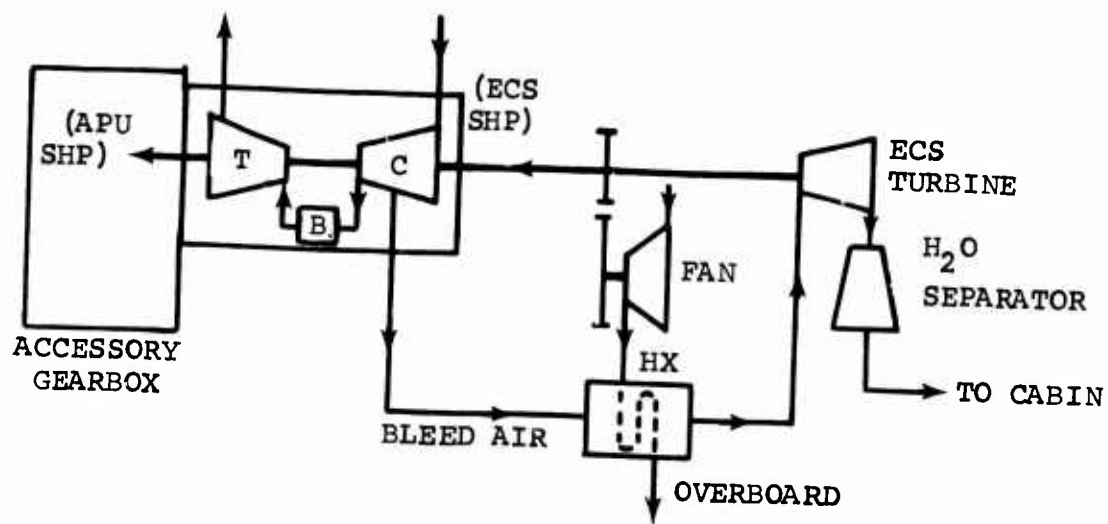 (APU
SHP)
T
C
B
(ECS
SHP)
ECS
TURBINE
FAN
H₂O
SEPARATOR
HX
ACCESSORY
GEARBOX
BLEED AIR
TO CABIN
OVERBOARD